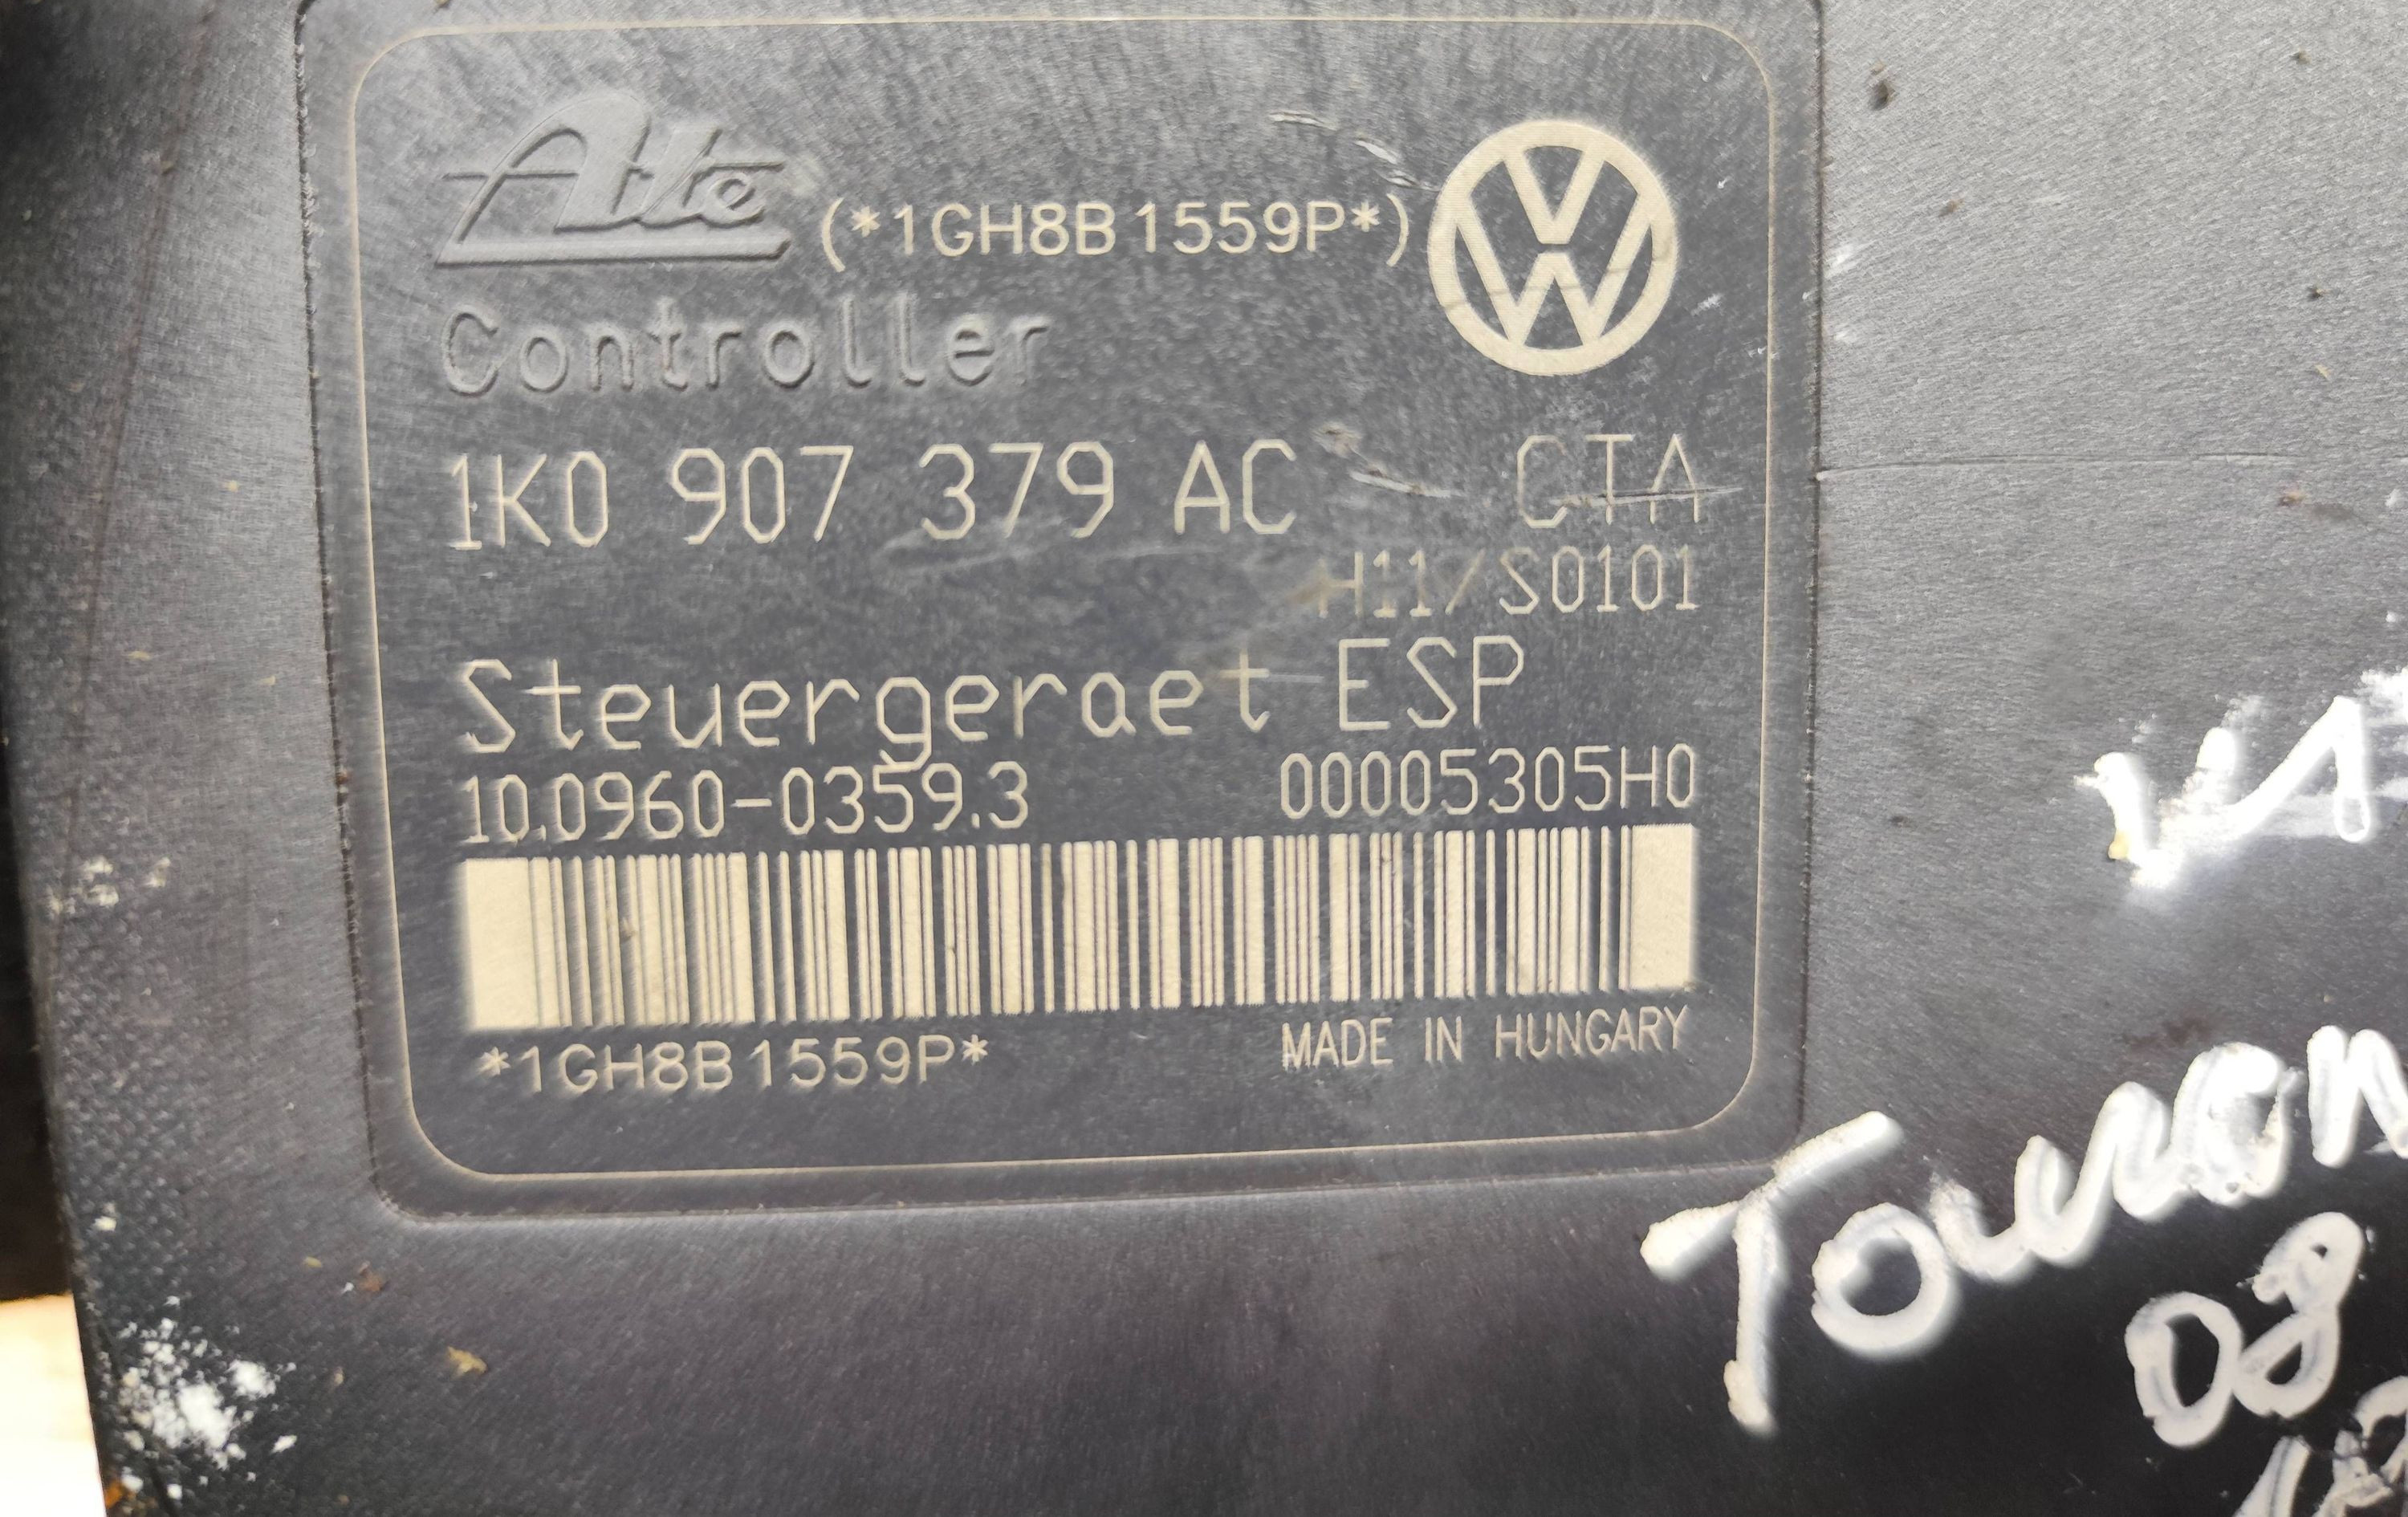 Ate (*1GH8B1559P*)
Controller
1K0 907 379 AC CTA
H11/S0101
Steuergeraet ESP
10.0960-0359.3 00005305H0
*1GH8B1559P* MADE IN HUNGARY
Touran
03